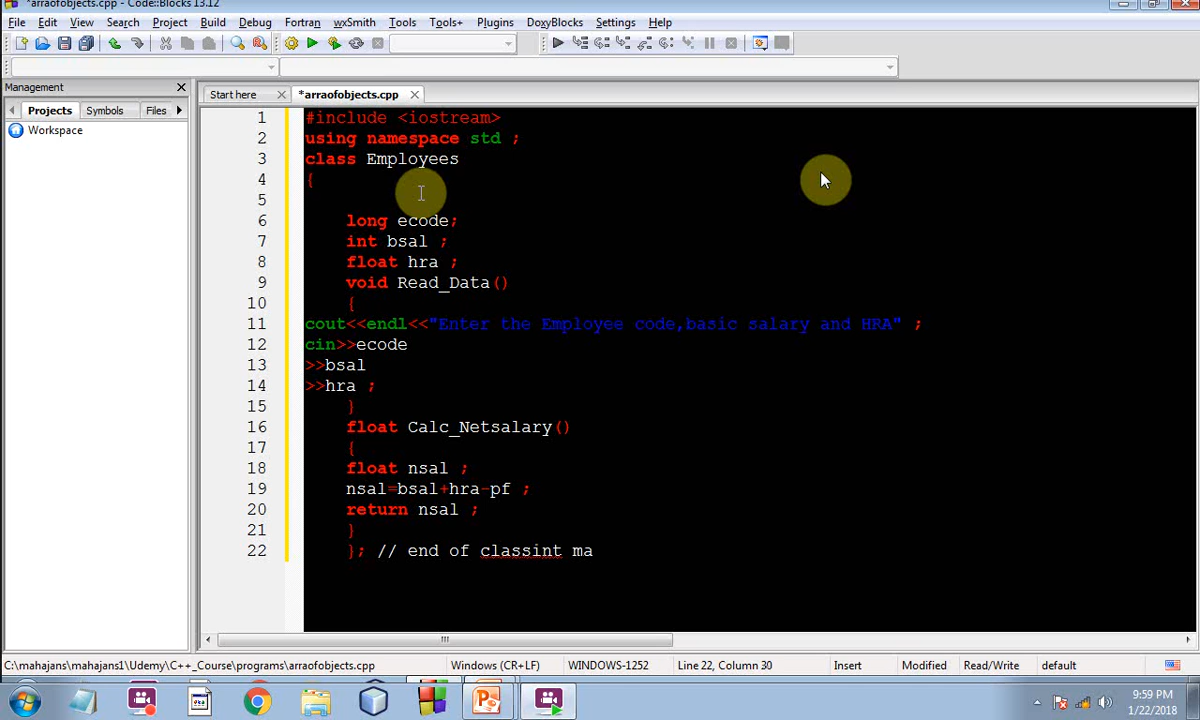 *arraofobjects.cpp - Code::Blocks 13.12
File Edit View Search Project Build Debug Fortran wxSmith Tools Tools+ Plugins DoxyBlocks Settings Help
Management
Start here
*arraofobjects.cpp
Projects Symbols Files
Workspace
1 #include <iostream>
2 using namespace std ;
3 class Employees
4 {
5
6 long ecode;
7 int bsal ;
8 float hra ;
9 void Read_Data()
10 {
11 cout<<endl<<"Enter the Employee code,basic salary and HRA" ;
12 cin>>ecode
13 >>bsal
14 >>hra ;
15 }
16 float Calc_Netsalary()
17 {
18 float nsal ;
19 nsal=bsal+hra-pf ;
20 return nsal ;
21 }
22 }; // end of classint ma
C:\mahajans\mahajans1\Udemy\C++_Course\programs\arraofobjects.cpp Windows (CR+LF) WINDOWS-1252 Line 22, Column 30 Insert Modified Read/Write default
9:59 PM
1/22/2018